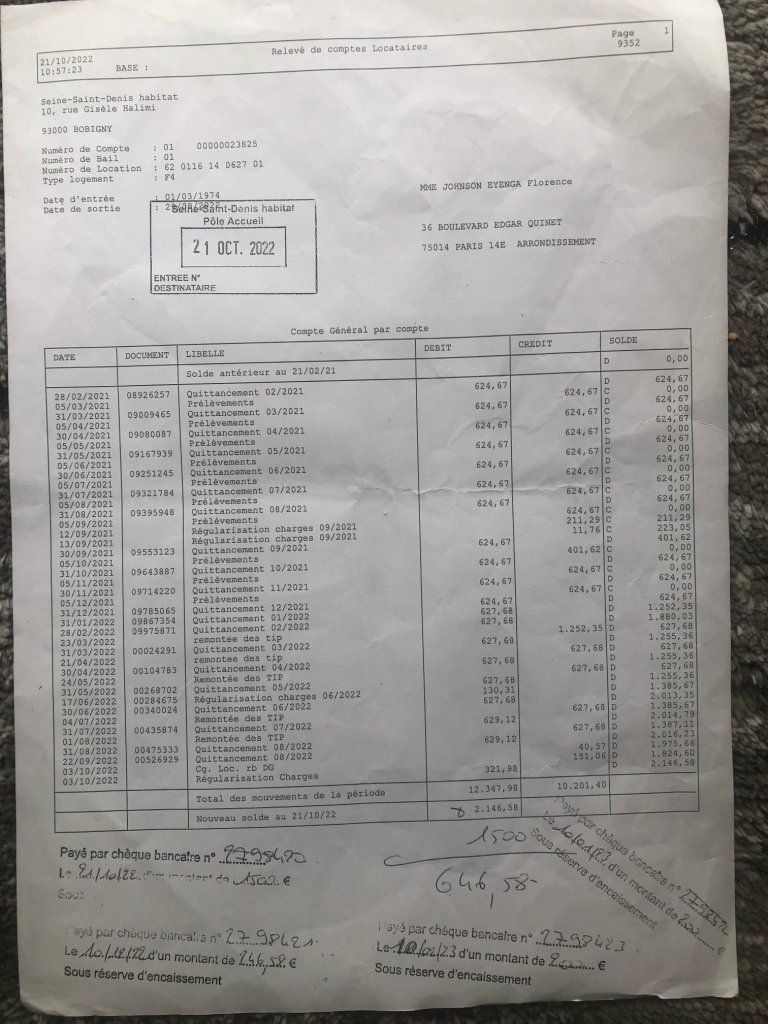 21/10/2022 Relevé de comptes Locataires Page 1
10:57:23 BASE : 9352
Seine-Saint-Denis habitat
10, rue Gisèle Halimi
93000 BOBIGNY
Numéro de Compte : 01 00000023825
Numéro de Bail : 01
Numéro de Location : 62 0116 14 0627 01
Type logement : F4
MME JOHNSON EYENGA Florence
Date d'entrée : 01/03/1974
Date de sortie :
36 BOULEVARD EDGAR QUINET
75014 PARIS 14E ARRONDISSEMENT
Seine-Saint-Denis habitat
Pôle Accueil
21 OCT. 2022
ENTREE N°
DESTINATAIRE
Compte Général par compte
DATE DOCUMENT LIBELLE DEBIT CREDIT SOLDE
Solde antérieur au 21/02/21 D 0,00
28/02/2021 08926257 Quittancement 02/2021 624,67 D 624,67
05/03/2021 Prélèvements 624,67 C 0,00
31/03/2021 09009465 Quittancement 03/2021 624,67 D 624,67
05/04/2021 Prélèvements 624,67 C 0,00
30/04/2021 09080087 Quittancement 04/2021 624,67 D 624,67
05/05/2021 Prélèvements 624,67 C 0,00
31/05/2021 09167939 Quittancement 05/2021 624,67 D 624,67
05/06/2021 Prélèvements 624,67 C 0,00
30/06/2021 09251245 Quittancement 06/2021 624,67 D 624,67
05/07/2021 Prélèvements 624,67 C 0,00
31/07/2021 09321784 Quittancement 07/2021 624,67 D 624,67
05/08/2021 Prélèvements 624,67 C 0,00
31/08/2021 09395948 Quittancement 08/2021 624,67 D 624,67
05/09/2021 Prélèvements 624,67 C 0,00
12/09/2021 Régularisation charges 09/2021 211,29 C 211,29
13/09/2021 Régularisation charges 09/2021 11,76 C 223,05
30/09/2021 09553123 Quittancement 09/2021 624,67 D 401,62
05/10/2021 Prélèvements 401,62 C 0,00
31/10/2021 09643887 Quittancement 10/2021 624,67 D 624,67
05/11/2021 Prélèvements 624,67 C 0,00
30/11/2021 09714220 Quittancement 11/2021 624,67 D 624,67
05/12/2021 Prélèvements 624,67 C 0,00
31/12/2021 09785065 Quittancement 12/2021 624,67 D 624,67
31/01/2022 09867354 Quittancement 01/2022 627,68 D 1.252,35
28/02/2022 09975871 Quittancement 02/2022 627,68 D 1.880,03
23/03/2022 remontee des tip 1.252,35 D 627,68
31/03/2022 00024291 Quittancement 03/2022 627,68 D 1.255,36
21/04/2022 remontee des tip 627,68 D 627,68
30/04/2022 00104783 Quittancement 04/2022 627,68 D 1.255,36
24/05/2022 Remontée des TIP 627,68 D 627,68
31/05/2022 00268702 Quittancement 05/2022 627,68 D 1.255,36
17/06/2022 00284675 Régularisation charges 06/2022 130,31 D 1.385,67
30/06/2022 00340024 Quittancement 06/2022 627,68 D 2.013,35
04/07/2022 Remontée des TIP 627,68 D 1.385,67
31/07/2022 00435874 Quittancement 07/2022 629,12 D 2.014,79
01/08/2022 Remontée des TIP 627,68 D 1.387,11
31/08/2022 00475333 Quittancement 08/2022 629,12 D 2.016,23
22/09/2022 00526929 Quittancement 08/2022 40,57 D 1.975,66
03/10/2022 Cg. Loc. rb DG 151,06 D 1.824,60
03/10/2022 Régularisation Charges 321,98 D 2.146,58
Total des mouvements de la période 12.347,98 10.201,40
Nouveau solde au 21/10/22 D 2.146,58
1500
646,58
Payé par chèque bancaire n° 2798420
Le 21/10/22 d'un montant de 1500 €
Sous
Payé par chèque bancaire n°
Le 10/01/23 d'un montant de 200 €
Sous réserve d'encaissement
Payé par chèque bancaire n° 2798421
Le 10/12/22 d'un montant de 246,58 €
Sous réserve d'encaissement
Payé par chèque bancaire n° 2798423
Le 10/02/23 d'un montant de 200 €
Sous réserve d'encaissement